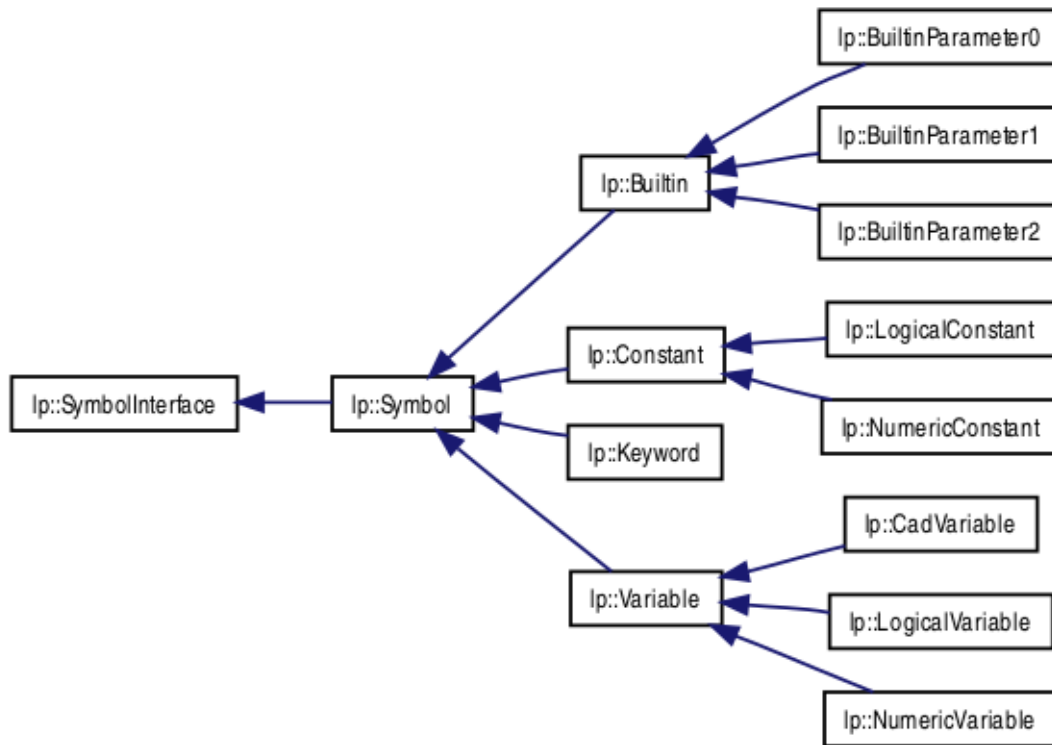 lp::BuiltinParameter0
lp::BuiltinParameter1
lp::Builtin
lp::BuiltinParameter2
lp::LogicalConstant
lp::Constant
lp::SymbolInterface
lp::Symbol
lp::NumericConstant
lp::Keyword
lp::CadVariable
lp::Variable
lp::LogicalVariable
lp::NumericVariable